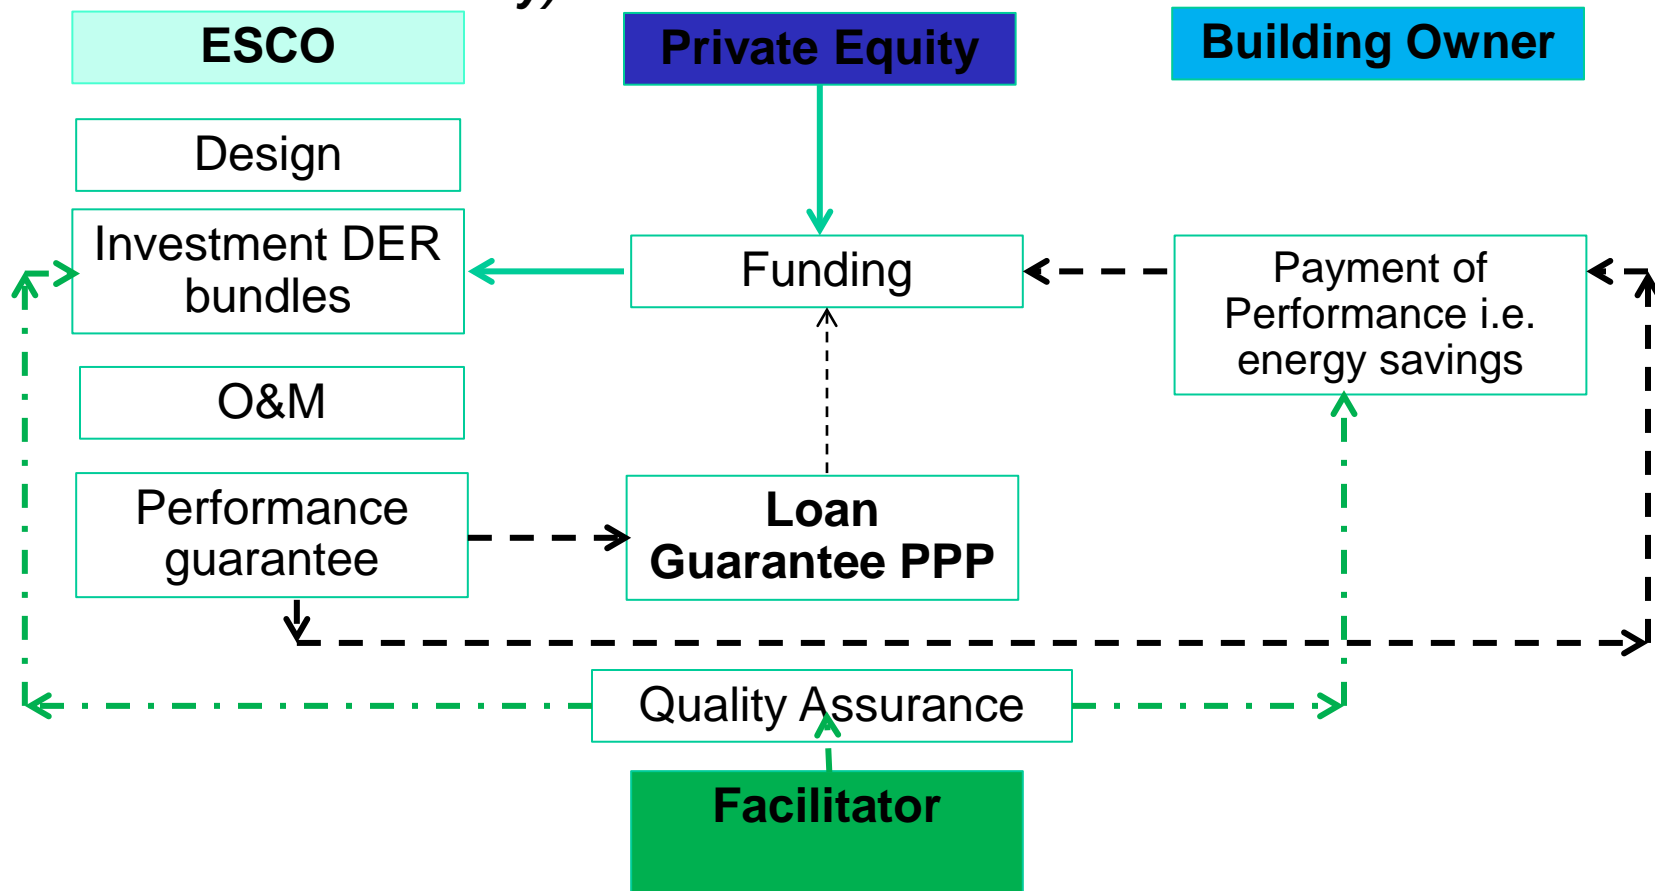 y)
ESCO
Private Equity
Building Owner
Design
Investment DER
bundles
Funding
Payment of
Performance i.e.
energy savings
O&M
Performance
guarantee
Loan
Guarantee PPP
Quality Assurance
Facilitator